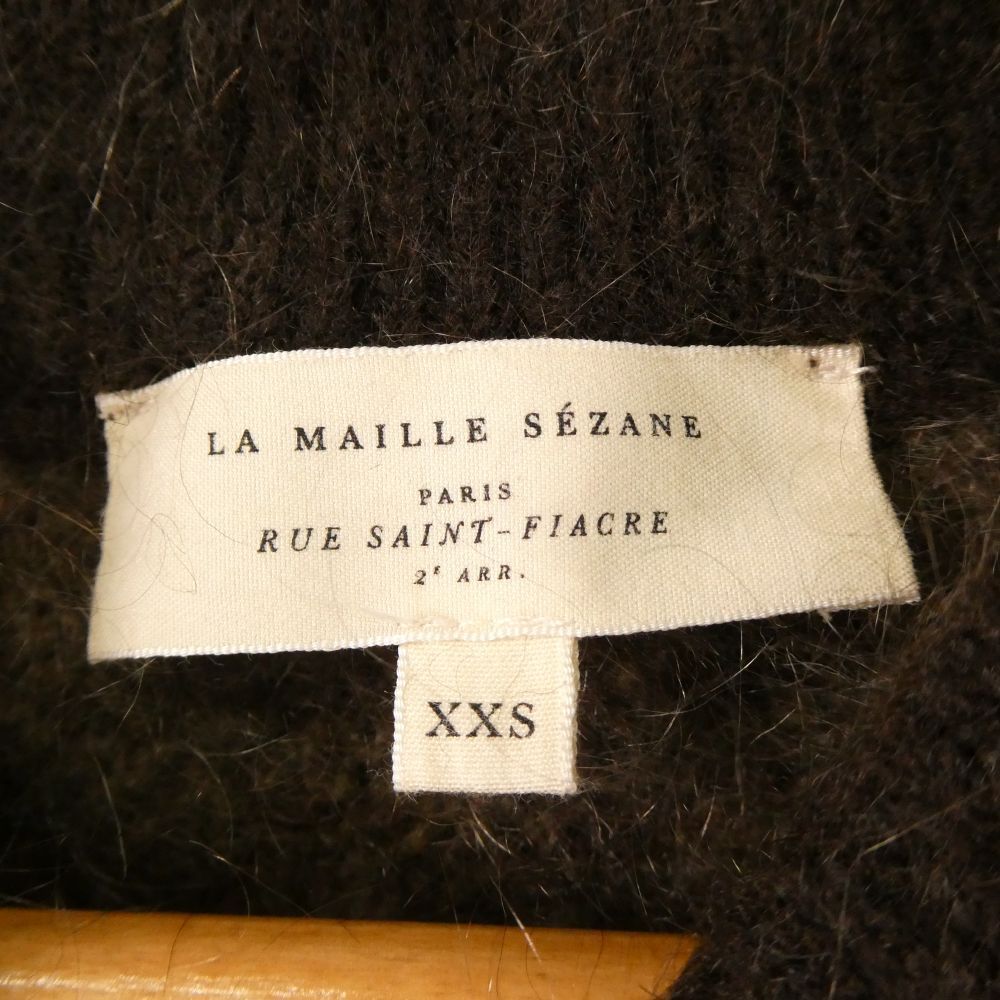 LA MAILLE SÉZANE
PARIS
RUE SAINT-FIACRE
2E ARR.
XXS